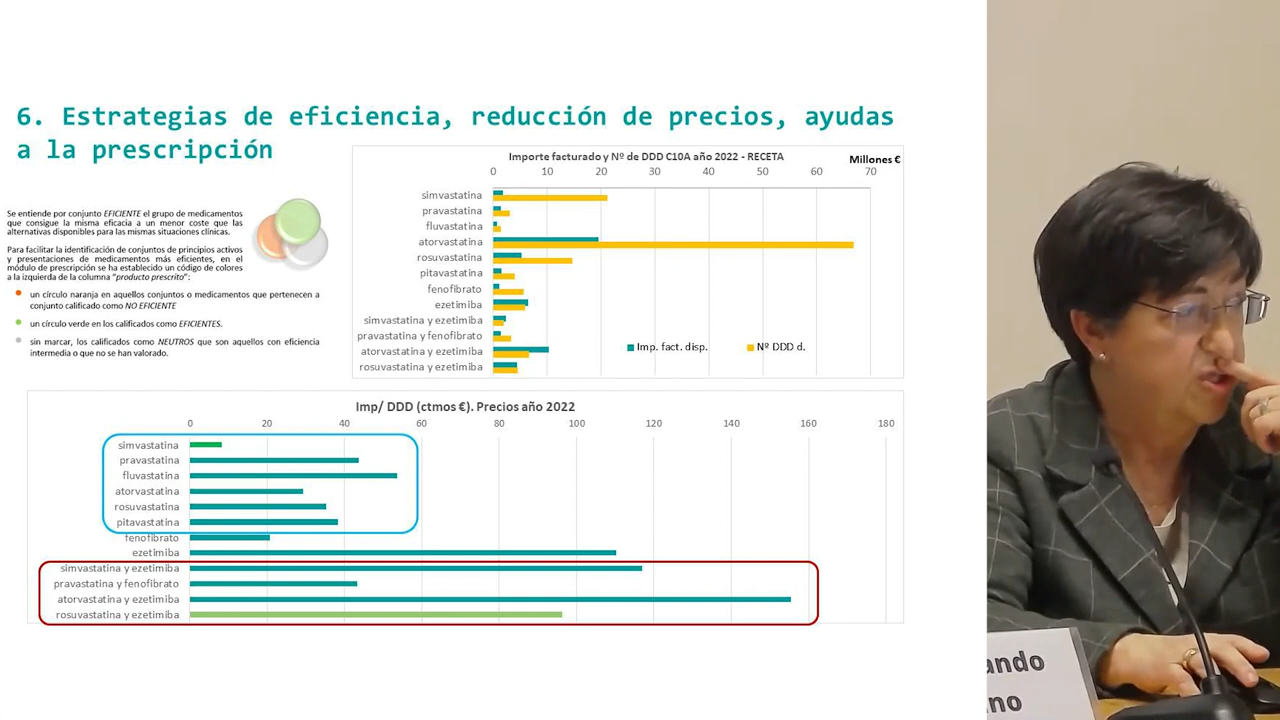 6. Estrategias de eficiencia, reducción de precios, ayudas
a la prescripción
Se entiende por conjunto EFICIENTE el grupo de medicamentos
que consigue la misma eficacia a un menor coste que las
alternativas disponibles para las mismas situaciones clínicas.
Para facilitar la identificación de conjuntos de principios activos
y presentaciones de medicamentos más eficientes, en el
módulo de prescripción se ha establecido un código de colores
a la izquierda de la columna "producto prescrito":
un círculo naranja en aquellos conjuntos o medicamentos que pertenecen a
conjunto calificado como NO EFICIENTE
un círculo verde en los calificados como EFICIENTES.
sin marcar, los calificados como NEUTROS que son aquellos con eficiencia
intermedia o que no se han valorado.
Importe facturado y Nº de DDD C10A año 2022 - RECETA
Millones €
0 10 20 30 40 50 60 70
simvastatina
pravastatina
fluvastatina
atorvastatina
rosuvastatina
pitavastatina
fenofibrato
ezetimiba
simvastatina y ezetimiba
pravastatina y fenofibrato
atorvastatina y ezetimiba
rosuvastatina y ezetimiba
Imp. fact. disp. Nº DDD d.
Imp/ DDD (ctmos €). Precios año 2022
0 20 40 60 80 100 120 140 160 180
simvastatina
pravastatina
fluvastatina
atorvastatina
rosuvastatina
pitavastatina
fenofibrato
ezetimiba
simvastatina y ezetimiba
pravastatina y fenofibrato
atorvastatina y ezetimiba
rosuvastatina y ezetimiba
ando
no